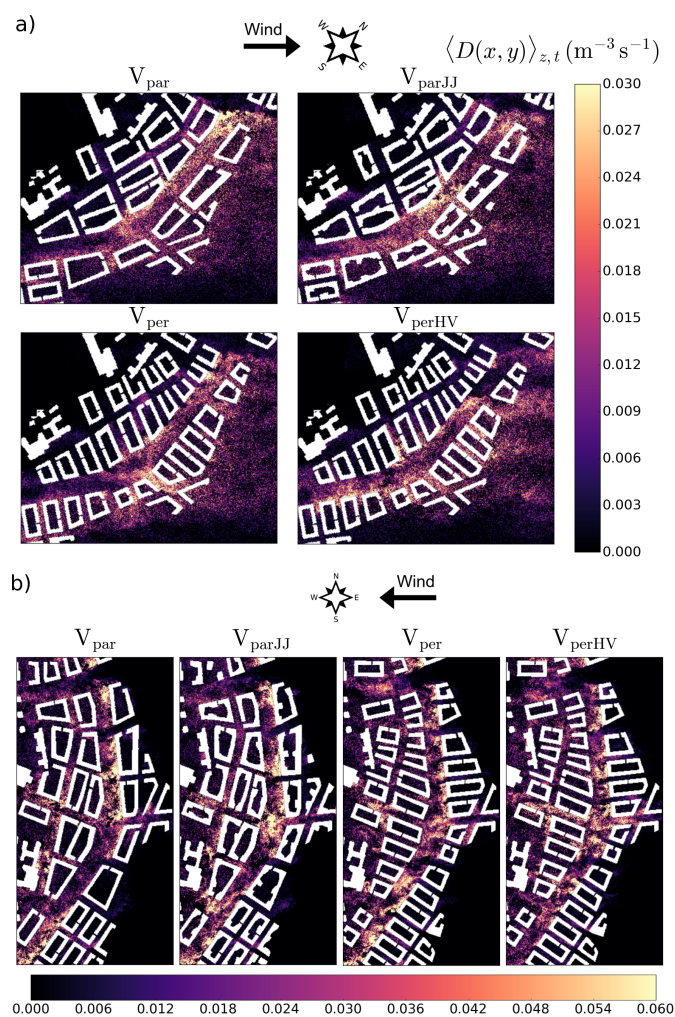 a)
Wind
W N
S E
⟨D(x, y)⟩z, t (m⁻³ s⁻¹)
Vpar
VparJJ
0.030
0.027
0.024
0.021
0.018
0.015
0.012
0.009
0.006
0.003
0.000
Vper
VperHV
b)
N
W E
S
Wind
Vpar VparJJ Vper VperHV
0.000 0.006 0.012 0.018 0.024 0.030 0.036 0.042 0.048 0.054 0.060